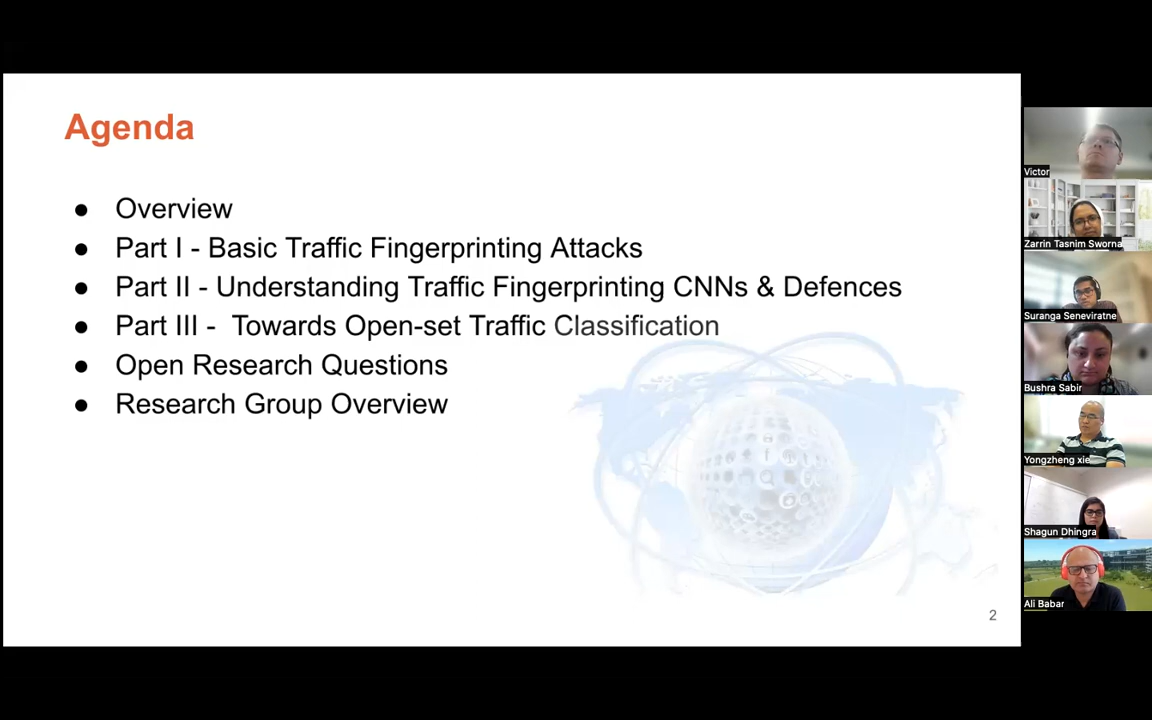 Agenda
● Overview
● Part I - Basic Traffic Fingerprinting Attacks
● Part II - Understanding Traffic Fingerprinting CNNs & Defences
● Part III - Towards Open-set Traffic Classification
● Open Research Questions
● Research Group Overview
2
Victor
Zarrin Tasnim Sworna
Suranga Seneviratne
Bushra Sabir
Yongzheng xie
Shagun Dhingra
Ali Babar